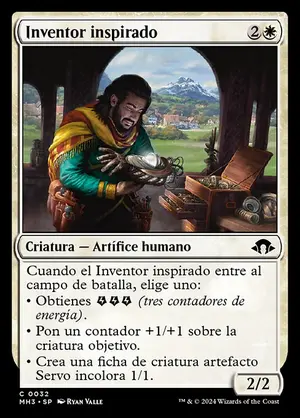 Inventor inspirado 2
Criatura — Artífice humano
Cuando el Inventor inspirado entre al
campo de batalla, elige uno:
• Obtienes (tres contadores de
energía).
• Pon un contador +1/+1 sobre la
criatura objetivo.
• Crea una ficha de criatura artefacto
Servo incolora 1/1.
2/2
C 0032
MH3 • SP Ryan Valle
™ & © 2024 Wizards of the Coast